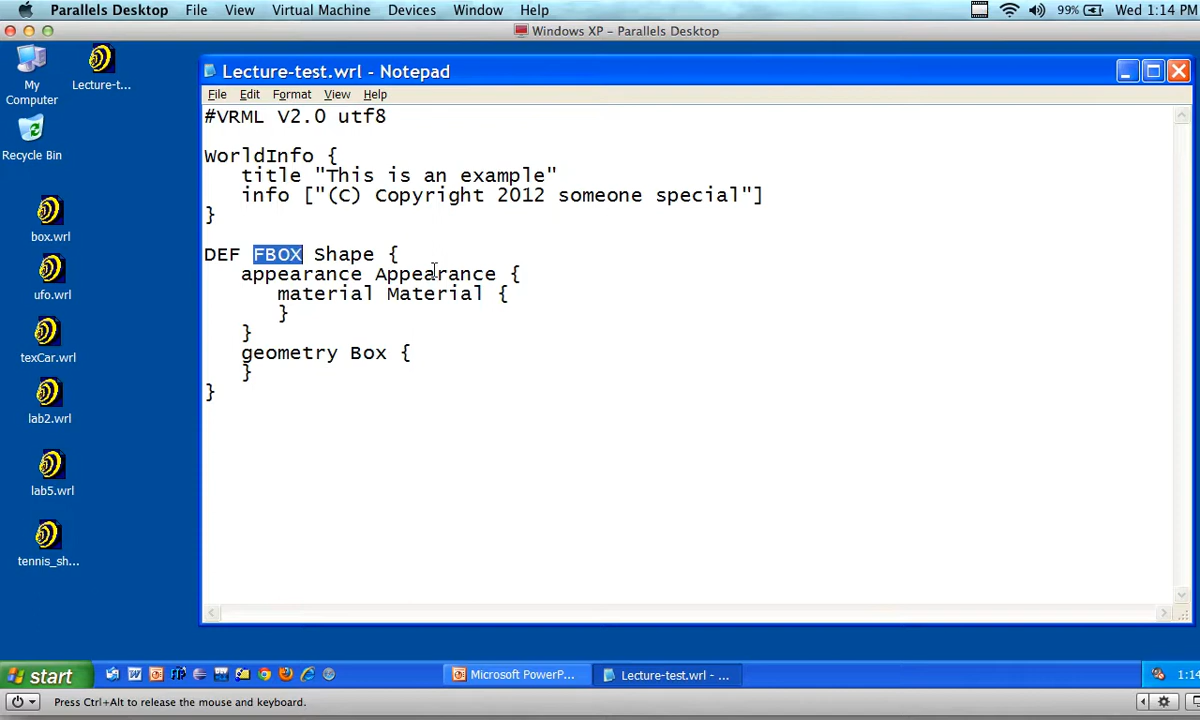 Parallels Desktop File View Virtual Machine Devices Window Help 99% Wed 1:14 PM
Windows XP - Parallels Desktop
My Computer
Lecture-t...
Recycle Bin
box.wrl
ufo.wrl
texCar.wrl
lab2.wrl
lab5.wrl
tennis_sh...
Lecture-test.wrl - Notepad
File Edit Format View Help
#VRML V2.0 utf8
WorldInfo {
title "This is an example"
info ["(C) Copyright 2012 someone special"]
}
DEF FBOX Shape {
appearance Appearance {
material Material {
}
}
geometry Box {
}
}
start Microsoft PowerP... Lecture-test.wrl - ... 1:14
Press Ctrl+Alt to release the mouse and keyboard.